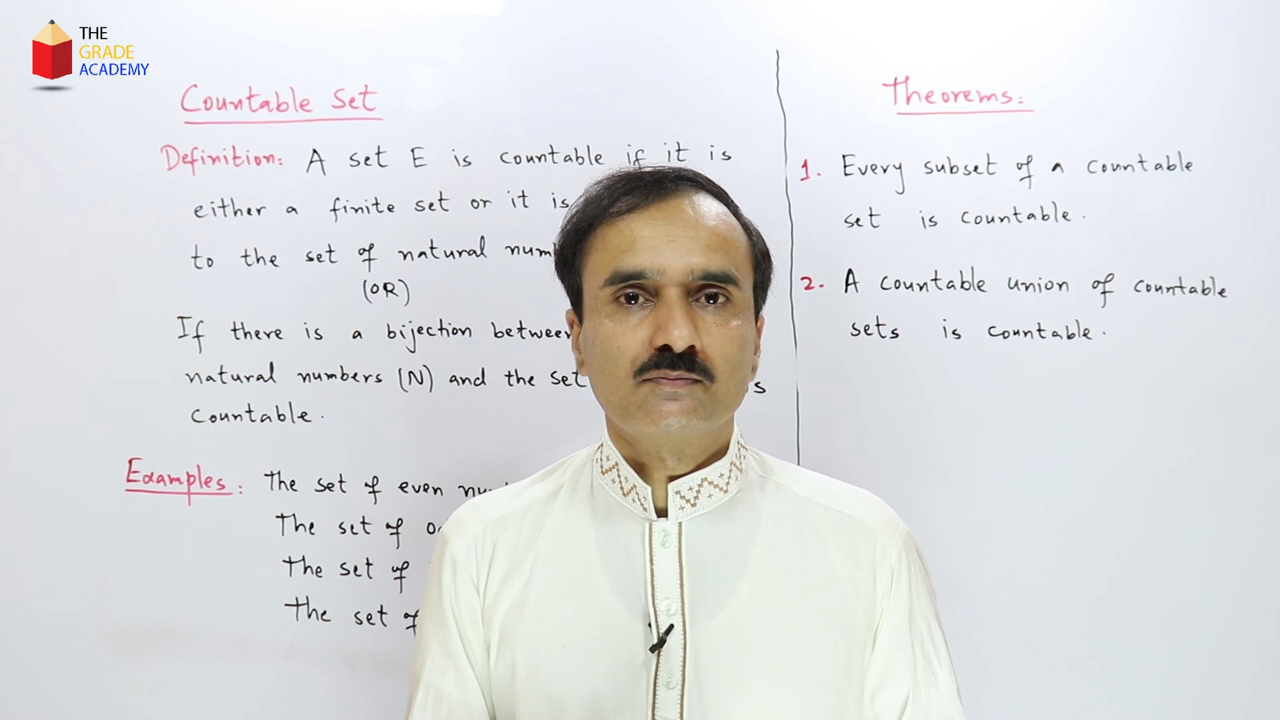 THE
GRADE
ACADEMY
Countable Set
Definition: A set E is countable if it is
either a finite set or it is
to the set of natural
(OR)
If there is a bijection between
natural numbers (N) and the set
Countable.
Examples: The set of even
The set of
The set of
The set of
Theorems:
1. Every subset of a countable
set is countable.
2. A countable union of countable
sets is countable.